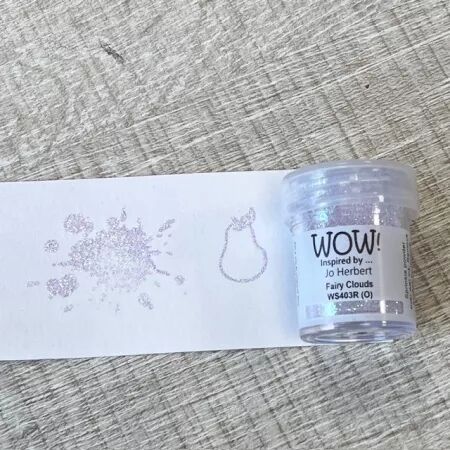 WOW!
Inspired by ...
Jo Herbert
Fairy Clouds
WS403R (O)